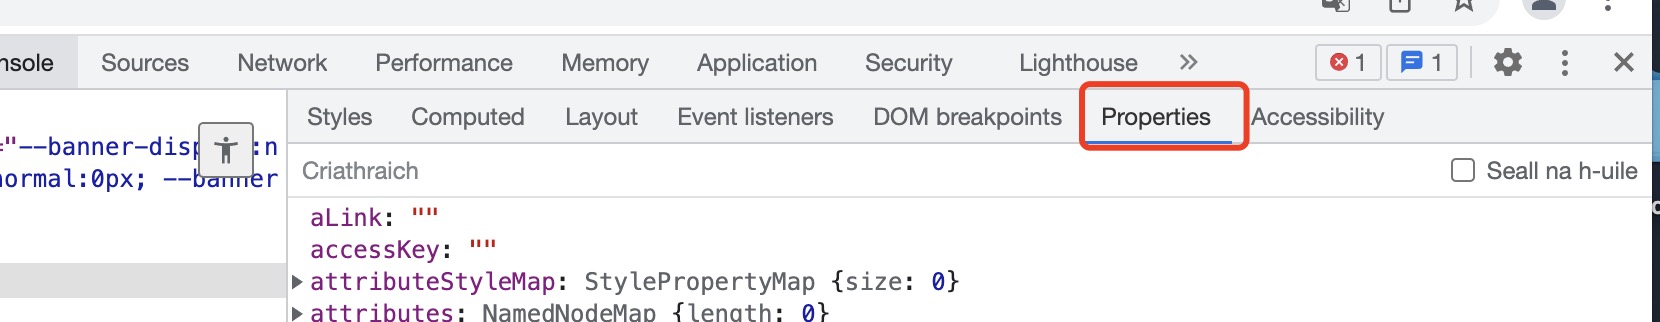 nsole Sources Network Performance Memory Application Security Lighthouse » 1 1
Styles Computed Layout Event listeners DOM breakpoints Properties Accessibility
="--banner-disp :n
normal:0px; --banner
Criathraich Seall na h-uile
aLink: ""
accessKey: ""
attributeStyleMap: StylePropertyMap {size: 0}
attributes: NamedNodeMap {length: 0}